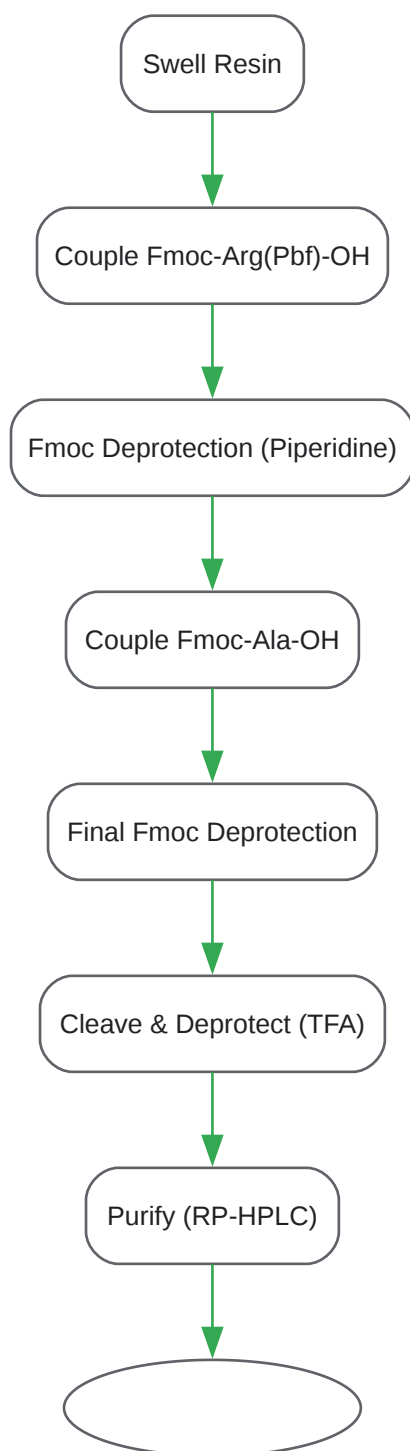 Swell Resin
Couple Fmoc-Arg(Pbf)-OH
Fmoc Deprotection (Piperidine)
Couple Fmoc-Ala-OH
Final Fmoc Deprotection
Cleave & Deprotect (TFA)
Purify (RP-HPLC)